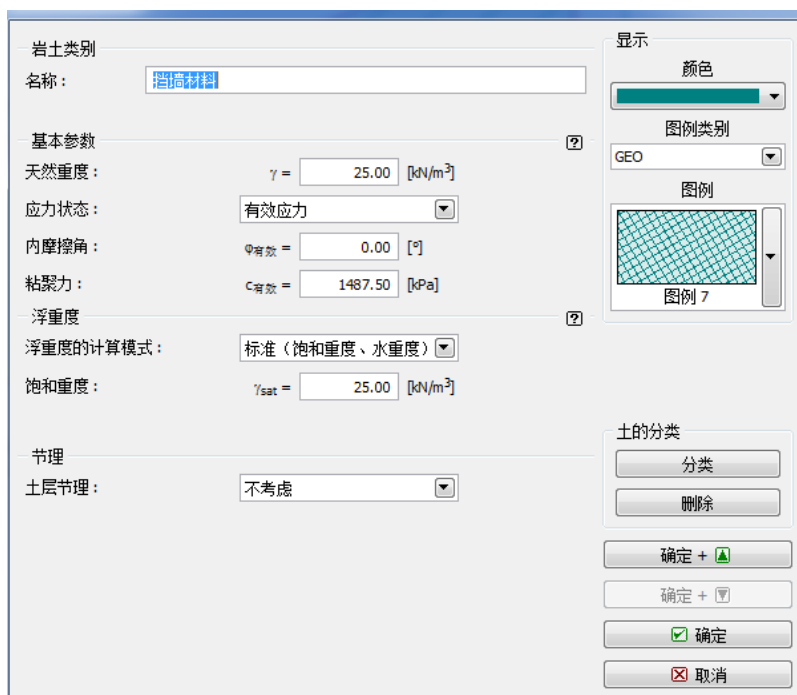 岩土类别
名称：
挡墙材料
基本参数
?
天然重度：
γ = 25.00 [kN/m³]
应力状态：
有效应力
内摩擦角：
φ有效 = 0.00 [°]
粘聚力：
c有效 = 1487.50 [kPa]
浮重度
?
浮重度的计算模式：
标准（饱和重度、水重度）
饱和重度：
γsat = 25.00 [kN/m³]
节理
土层节理：
不考虑
显示
颜色
图例类别
GEO
图例
图例 7
土的分类
分类
删除
确定 +
确定 +
确定
取消